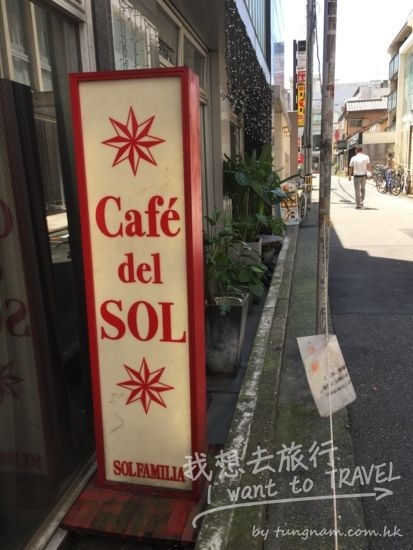 Café
del
SOL
SOL FAMILIA
我想去旅行
I want to TRAVEL
by tungnam.com.hk